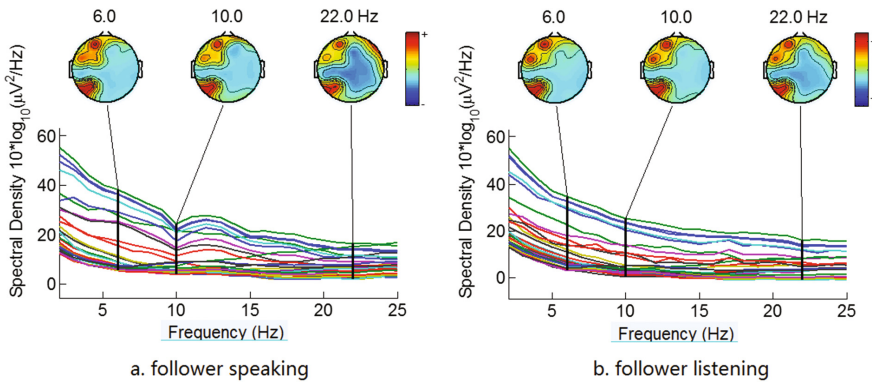 6.0 10.0 22.0 Hz
+
-
Spectral Density 10*log10(μV²/Hz)
60
40
20
0
5 10 15 20 25
Frequency (Hz)
a. follower speaking
6.0 10.0 22.0 Hz
+
-
Spectral Density 10*log10(μV²/Hz)
60
40
20
0
5 10 15 20 25
Frequency (Hz)
b. follower listening